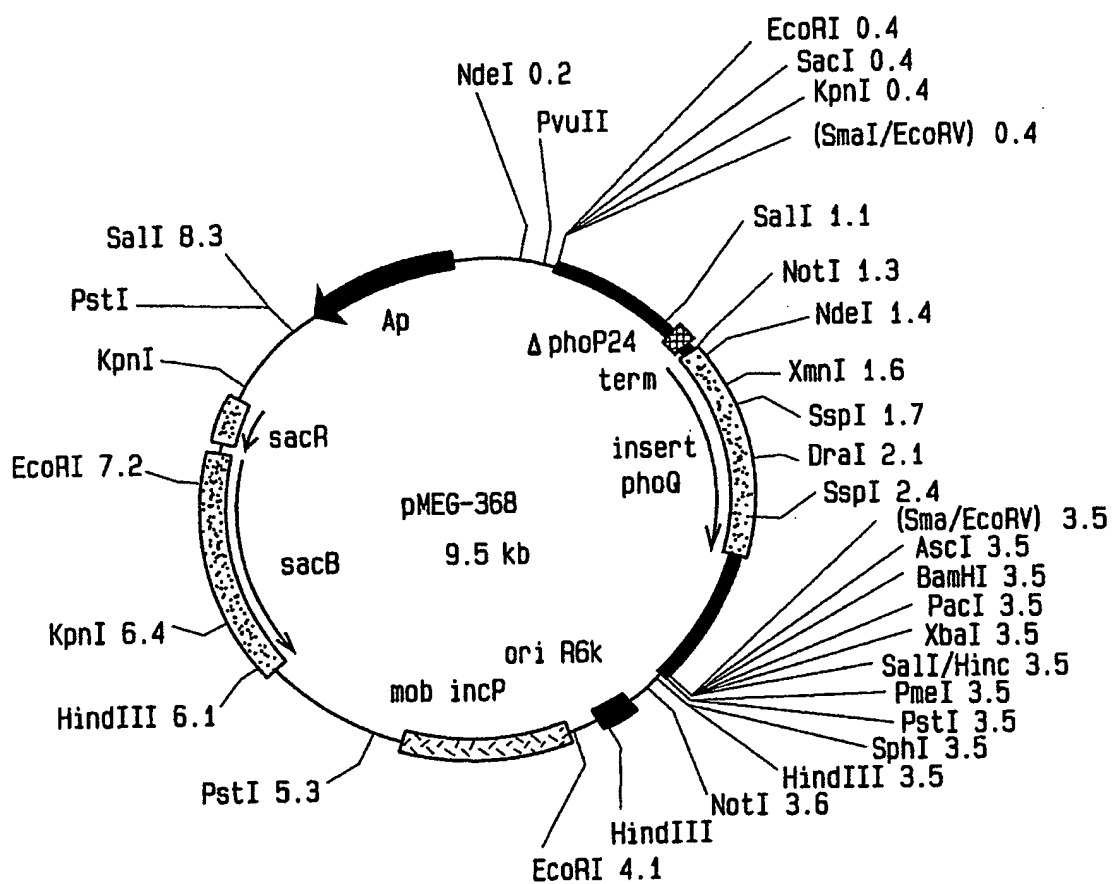 EcoRI 0.4
SacI 0.4
KpnI 0.4
(SmaI/EcoRV) 0.4
NdeI 0.2
PvuII
SalI 1.1
NotI 1.3
NdeI 1.4
XmnI 1.6
SspI 1.7
DraI 2.1
SspI 2.4
(Sma/EcoRV) 3.5
AscI 3.5
BamHI 3.5
PacI 3.5
XbaI 3.5
SalI/Hinc 3.5
PmeI 3.5
PstI 3.5
SphI 3.5
HindIII 3.5
NotI 3.6
HindIII
EcoRI 4.1
PstI 5.3
HindIII 6.1
KpnI 6.4
EcoRI 7.2
KpnI
PstI
SalI 8.3
Ap
Δ phoP24
term
insert
phoQ
sacR
sacB
pMEG-368
9.5 kb
ori R6k
mob incP